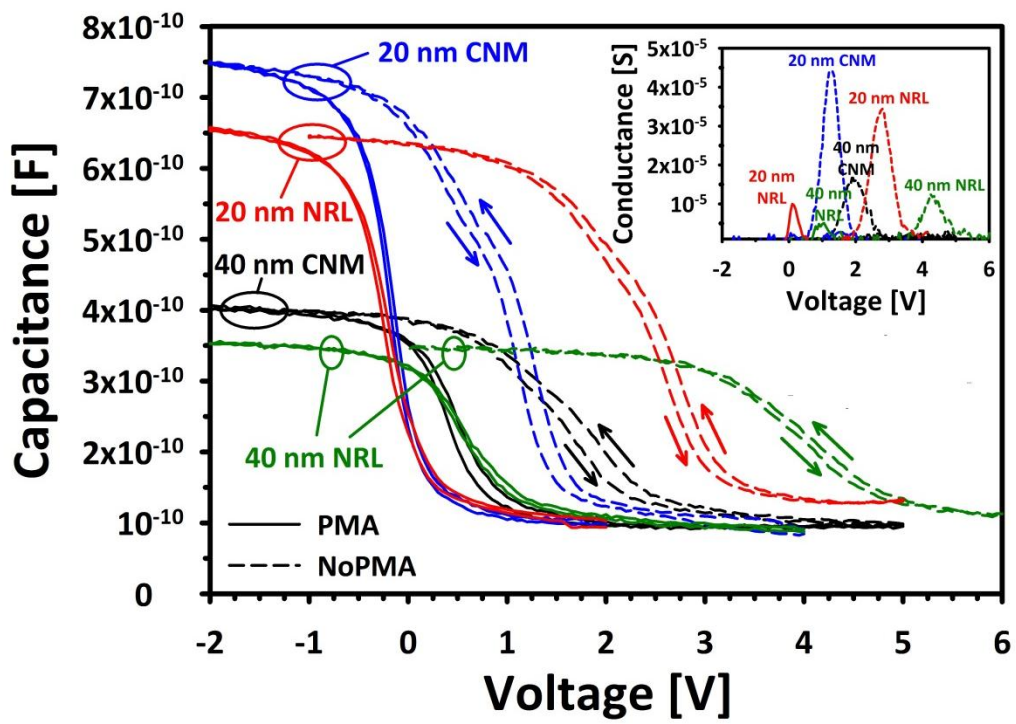 8x10⁻¹⁰
7x10⁻¹⁰
6x10⁻¹⁰
5x10⁻¹⁰
4x10⁻¹⁰
3x10⁻¹⁰
2x10⁻¹⁰
1x10⁻¹⁰
0
Capacitance [F]
20 nm CNM
20 nm NRL
40 nm CNM
40 nm NRL
PMA
NoPMA
-2 -1 0 1 2 3 4 5 6
Voltage [V]
5x10⁻⁵
4x10⁻⁵
3x10⁻⁵
2x10⁻⁵
10⁻⁵
Conductance [S]
20 nm CNM
20 nm NRL
40 nm
CNM
20 nm
NRL
40 nm
NRL
40 nm NRL
-2 0 2 4 6
Voltage [V]